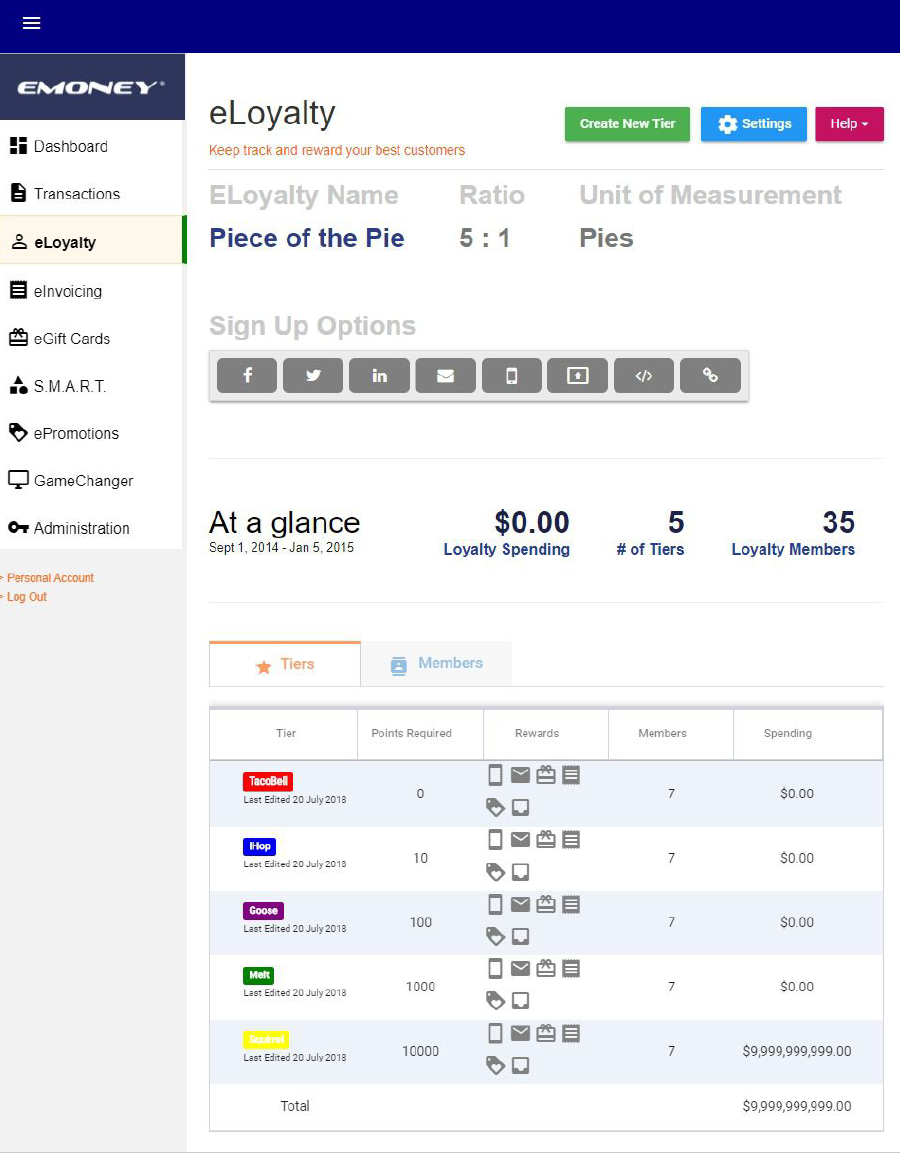 EMONEY®
Dashboard
Transactions
eLoyalty
eInvoicing
eGift Cards
S.M.A.R.T.
ePromotions
GameChanger
Administration
> Personal Account
> Log Out
eLoyalty
Keep track and reward your best customers
Create New Tier
Settings
Help
ELoyalty Name Ratio Unit of Measurement
Piece of the Pie 5 : 1 Pies
Sign Up Options
At a glance
Sept 1, 2014 - Jan 5, 2015
$0.00
Loyalty Spending
5
# of Tiers
35
Loyalty Members
Tiers
Members
Tier Points Required Rewards Members Spending
TacoBell
Last Edited 20 July 2018
0 7 $0.00
IHop
Last Edited 20 July 2018
10 7 $0.00
Goose
Last Edited 20 July 2018
100 7 $0.00
Melt
Last Edited 20 July 2018
1000 7 $0.00
Squirrel
Last Edited 20 July 2018
10000 7 $9,999,999,999.00
Total $9,999,999,999.00